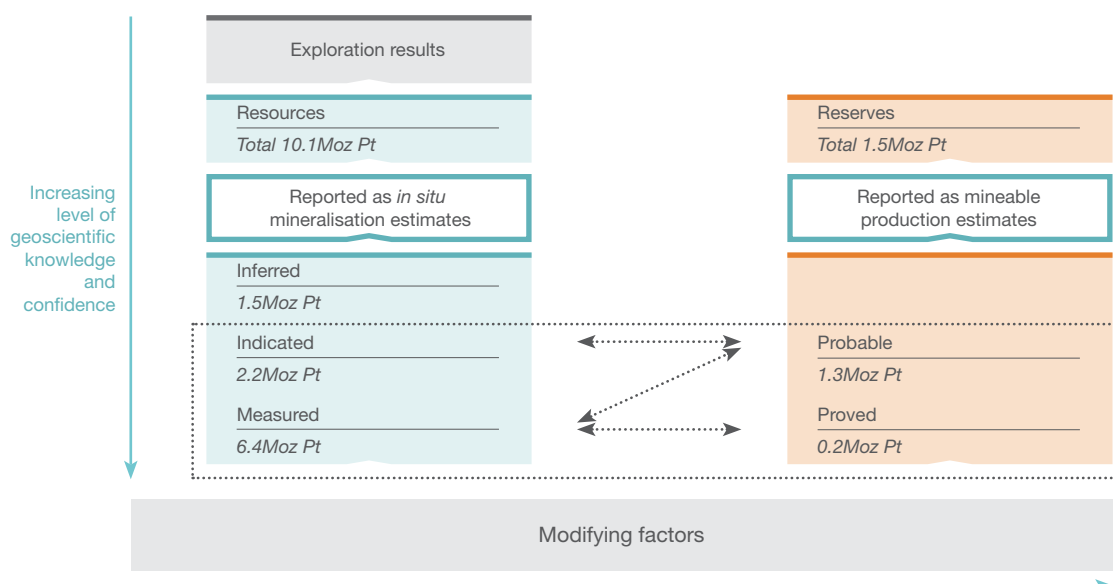 Exploration results
Resources
Total 10.1Moz Pt
Reserves
Total 1.5Moz Pt
Increasing
level of
geoscientific
knowledge
and
confidence
Reported as in situ
mineralisation estimates
Reported as mineable
production estimates
Inferred
1.5Moz Pt
Indicated
2.2Moz Pt
Probable
1.3Moz Pt
Measured
6.4Moz Pt
Proved
0.2Moz Pt
Modifying factors